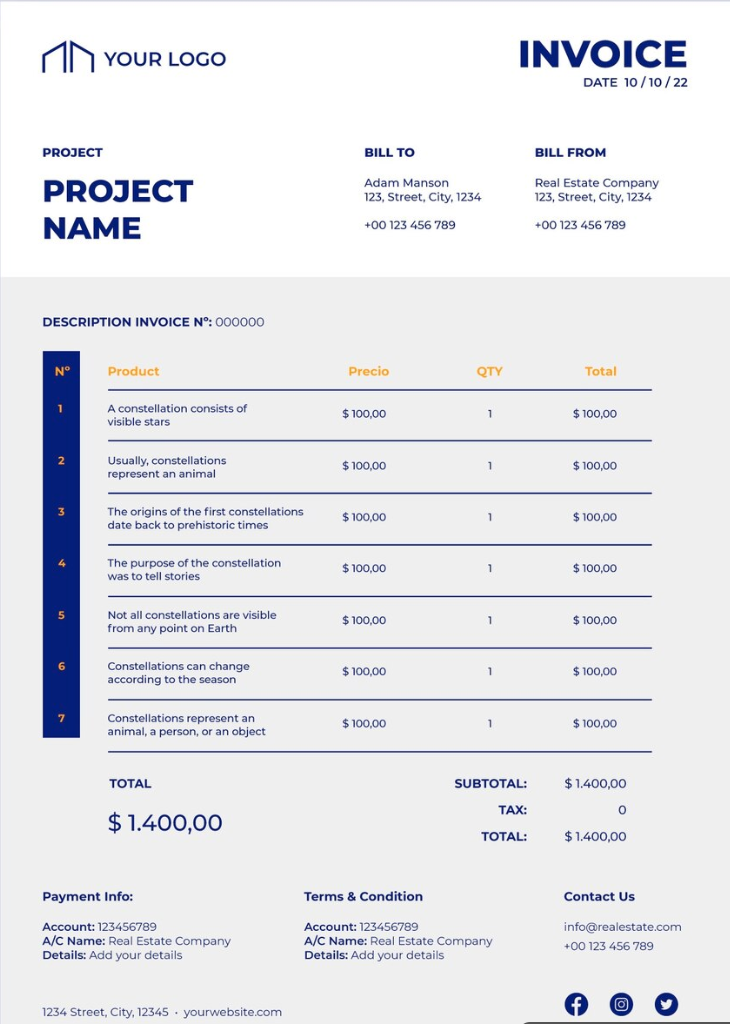 YOUR LOGO
INVOICE
DATE 10 / 10 / 22
PROJECT
PROJECT
NAME
BILL TO
Adam Manson
123, Street, City, 1234
+00 123 456 789
BILL FROM
Real Estate Company
123, Street, City, 1234
+00 123 456 789
DESCRIPTION INVOICE Nº: 000000
Nº Product Precio QTY Total
1 A constellation consists of
visible stars $ 100,00 1 $ 100,00
2 Usually, constellations
represent an animal $ 100,00 1 $ 100,00
3 The origins of the first constellations
date back to prehistoric times $ 100,00 1 $ 100,00
4 The purpose of the constellation
was to tell stories $ 100,00 1 $ 100,00
5 Not all constellations are visible
from any point on Earth $ 100,00 1 $ 100,00
6 Constellations can change
according to the season $ 100,00 1 $ 100,00
7 Constellations represent an
animal, a person, or an object $ 100,00 1 $ 100,00
TOTAL
$ 1.400,00
SUBTOTAL: $ 1.400,00
TAX: 0
TOTAL: $ 1.400,00
Payment Info:
Account: 123456789
A/C Name: Real Estate Company
Details: Add your details
Terms & Condition
Account: 123456789
A/C Name: Real Estate Company
Details: Add your details
Contact Us
info@realestate.com
+00 123 456 789
1234 Street, City, 12345 • yourwebsite.com